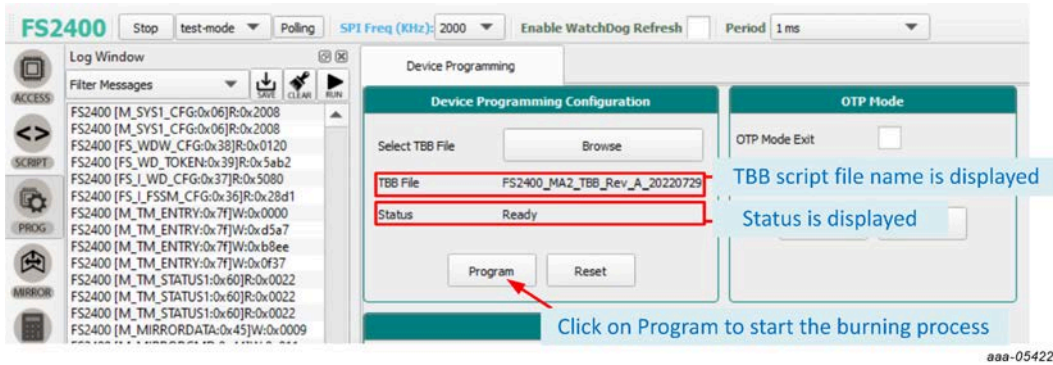 FS2400 Stop test-mode Polling SPI Freq (KHz): 2000 Enable WatchDog Refresh Period 1 ms
Log Window
Filter Messages SAVE CLEAR RUN
ACCESS
SCRIPT
PROG
MIRROR
FS2400 [M_SYS1_CFG:0x06]R:0x2008
FS2400 [M_SYS1_CFG:0x06]R:0x2008
FS2400 [FS_WDW_CFG:0x38]R:0x0120
FS2400 [FS_WD_TOKEN:0x39]R:0x5ab2
FS2400 [FS_I_WD_CFG:0x37]R:0x5080
FS2400 [FS_I_FSSM_CFG:0x36]R:0x28d1
FS2400 [M_TM_ENTRY:0x7f]W:0x0000
FS2400 [M_TM_ENTRY:0x7f]W:0xd5a7
FS2400 [M_TM_ENTRY:0x7f]W:0xb8ee
FS2400 [M_TM_ENTRY:0x7f]W:0x0f37
FS2400 [M_TM_STATUS1:0x60]R:0x0022
FS2400 [M_TM_STATUS1:0x60]R:0x0022
FS2400 [M_TM_STATUS1:0x60]R:0x0022
FS2400 [M_MIRRORDATA:0x45]W:0x0009
Device Programming
Device Programming Configuration
Select TBB File Browse
TBB File FS2400_MA2_TBB_Rev_A_20220729
Status Ready
Program Reset
OTP Mode
OTP Mode Exit
TBB script file name is displayed
Status is displayed
Click on Program to start the burning process
aaa-05422